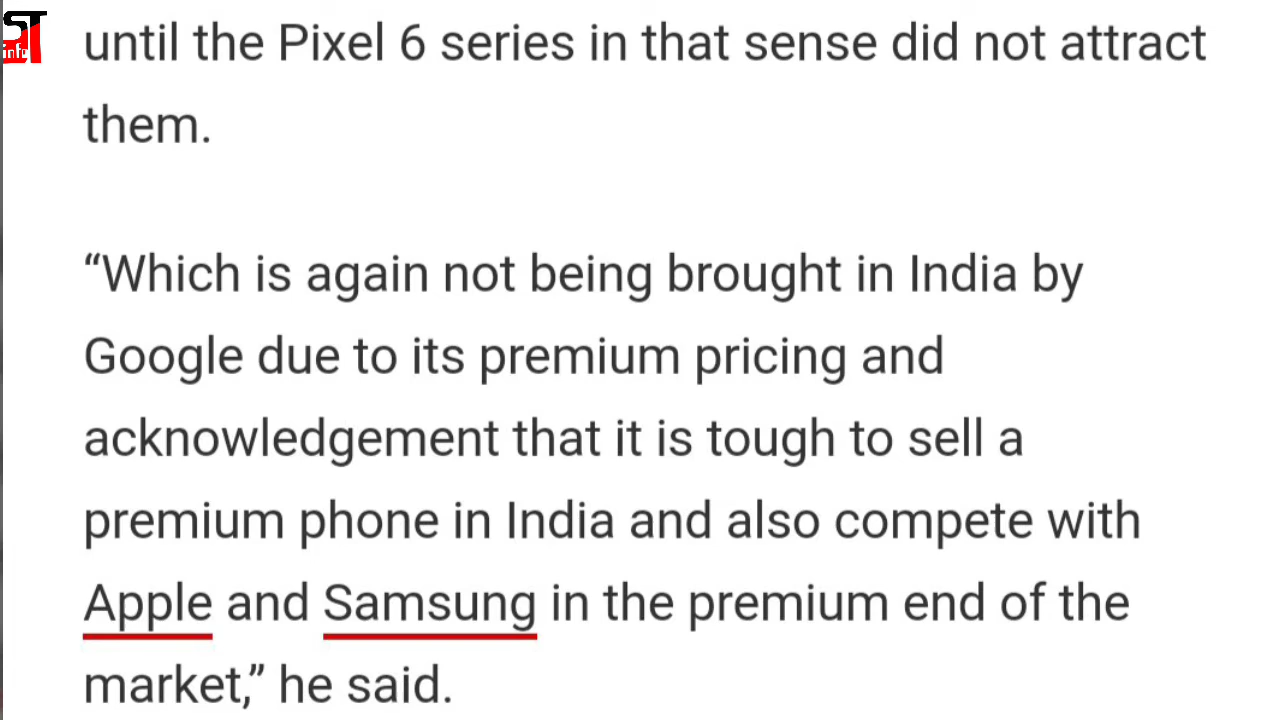 ST
info
until the Pixel 6 series in that sense did not attract
them.
“Which is again not being brought in India by
Google due to its premium pricing and
acknowledgement that it is tough to sell a
premium phone in India and also compete with
Apple and Samsung in the premium end of the
market,” he said.